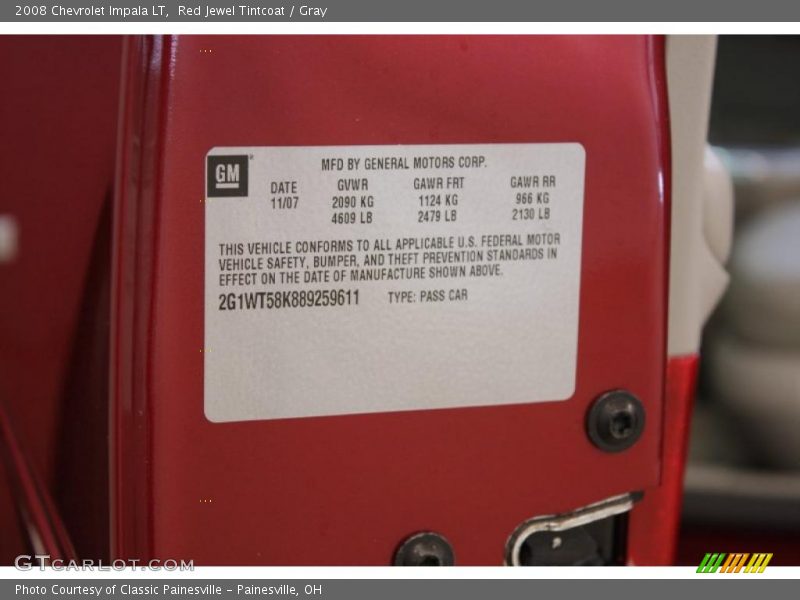 2008 Chevrolet Impala LT,  Red Jewel Tintcoat / Gray
GM
MFD BY GENERAL MOTORS CORP.
DATE GVWR GAWR FRT GAWR RR
11/07 2090 KG 1124 KG 966 KG
4609 LB 2479 LB 2130 LB
THIS VEHICLE CONFORMS TO ALL APPLICABLE U.S. FEDERAL MOTOR
VEHICLE SAFETY, BUMPER, AND THEFT PREVENTION STANDARDS IN
EFFECT ON THE DATE OF MANUFACTURE SHOWN ABOVE.
2G1WT58K889259611 TYPE: PASS CAR
GTCARLOT.COM
Photo Courtesy of Classic Painesville - Painesville, OH